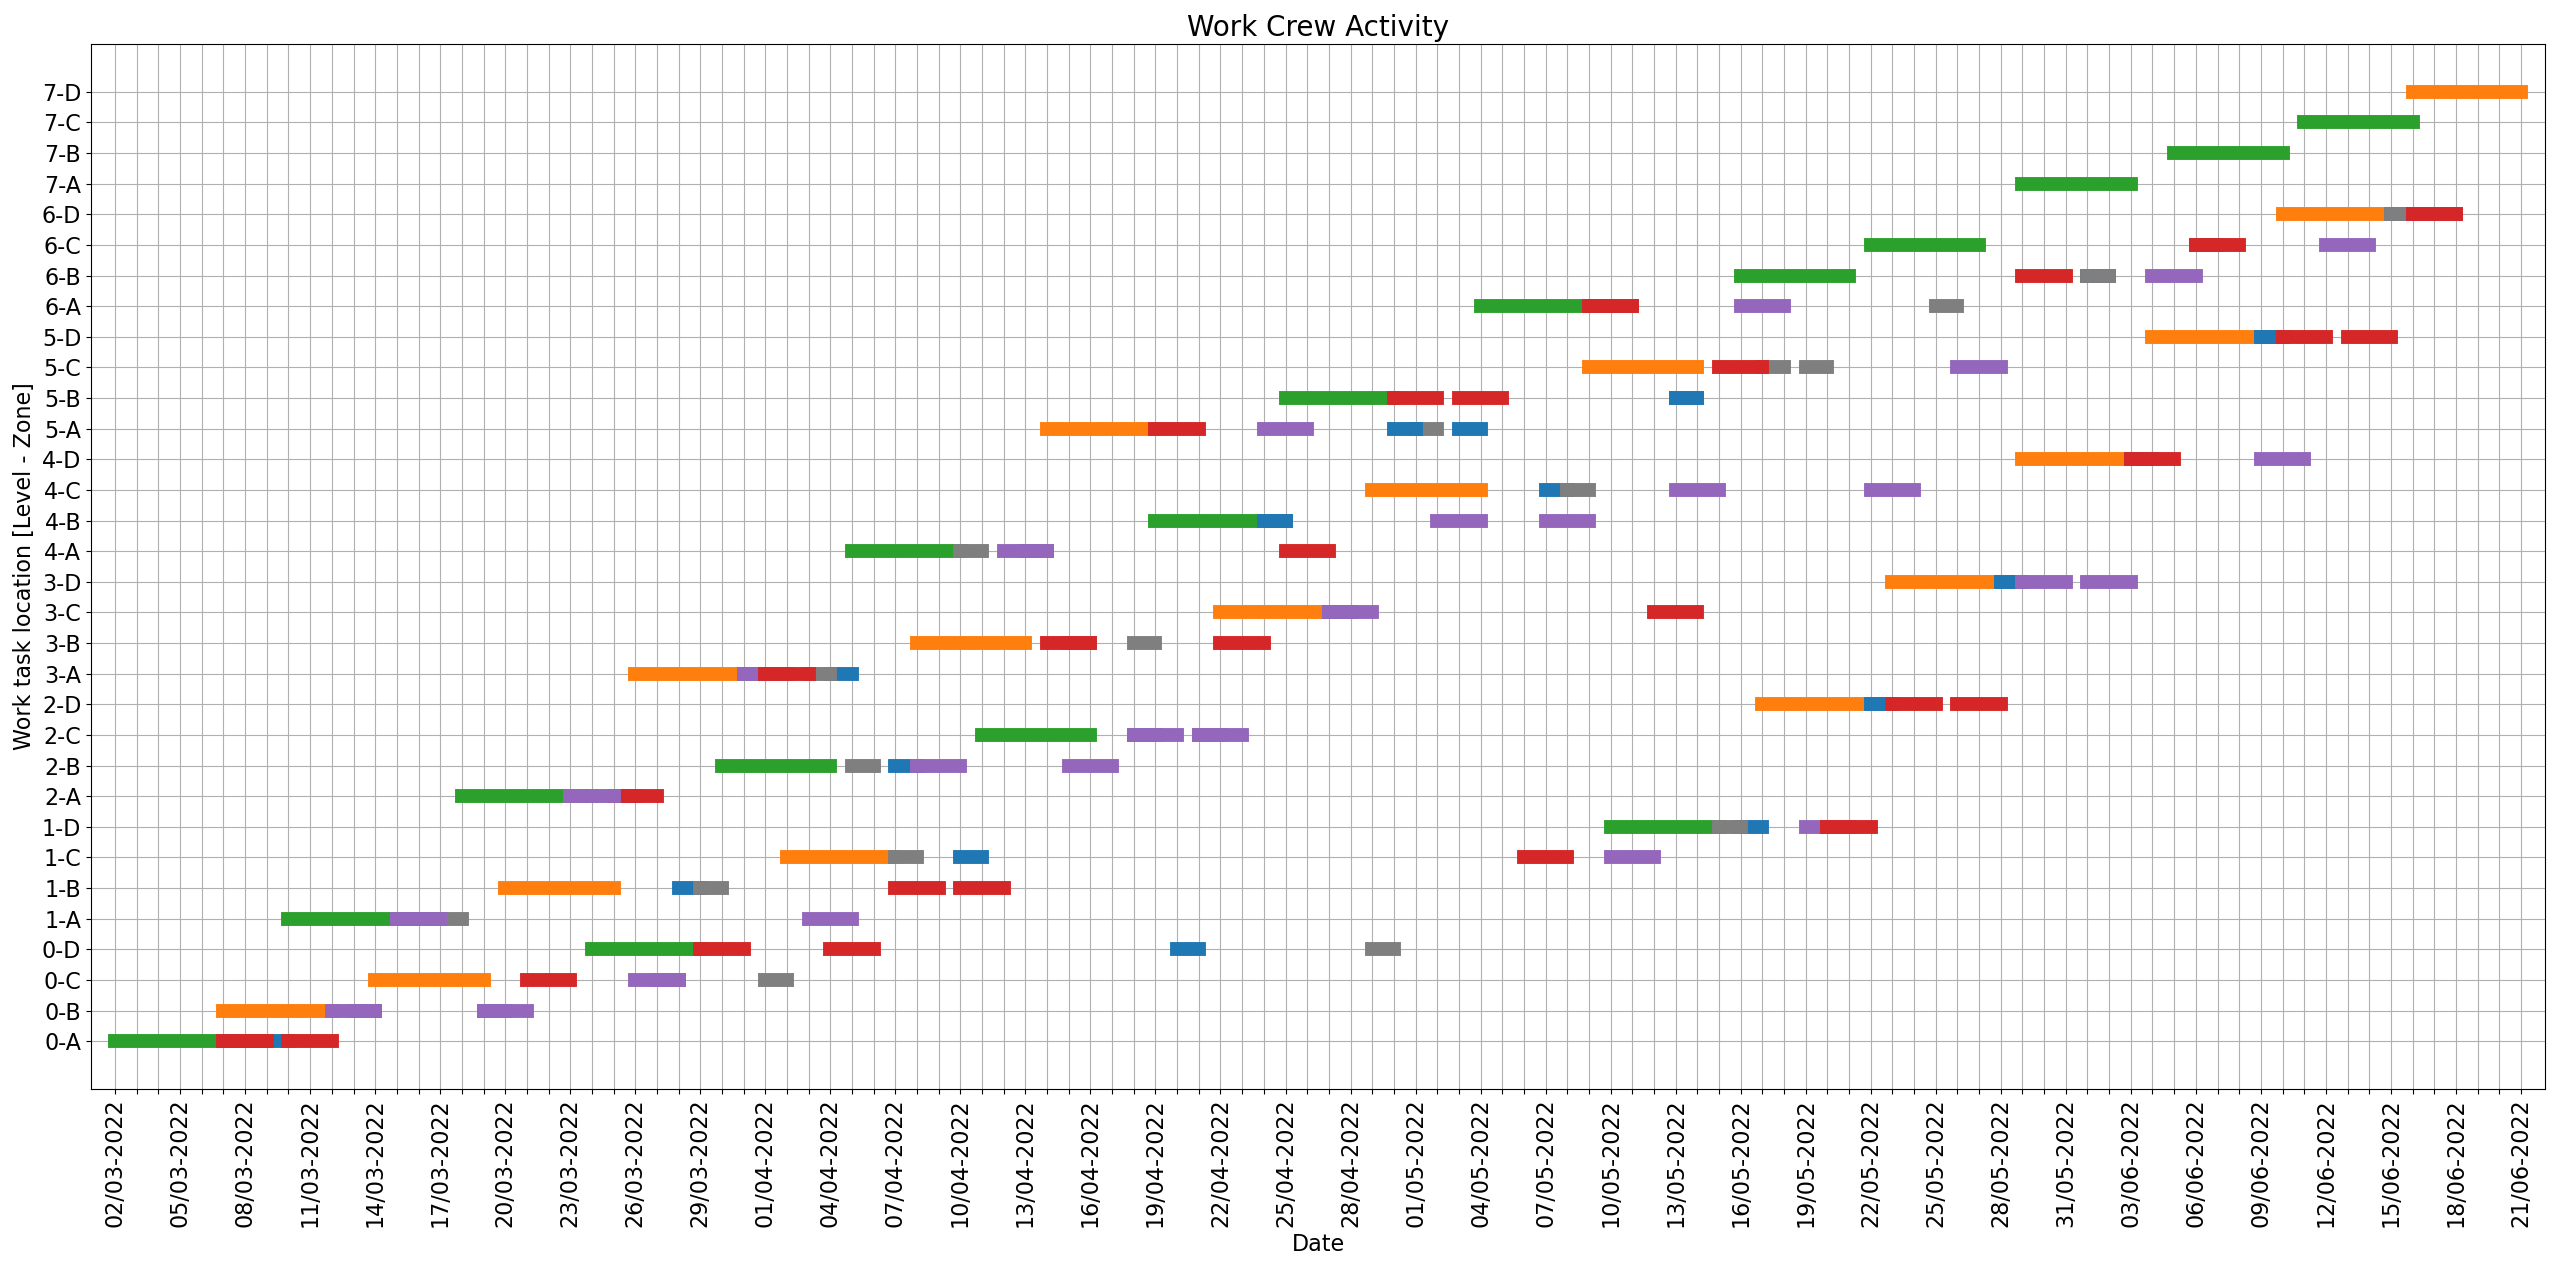 Work Crew Activity
Work task location [Level - Zone]
7-D
7-C
7-B
7-A
6-D
6-C
6-B
6-A
5-D
5-C
5-B
5-A
4-D
4-C
4-B
4-A
3-D
3-C
3-B
3-A
2-D
2-C
2-B
2-A
1-D
1-C
1-B
1-A
0-D
0-C
0-B
0-A
02/03-2022
05/03-2022
08/03-2022
11/03-2022
14/03-2022
17/03-2022
20/03-2022
23/03-2022
26/03-2022
29/03-2022
01/04-2022
04/04-2022
07/04-2022
10/04-2022
13/04-2022
16/04-2022
19/04-2022
22/04-2022
25/04-2022
28/04-2022
01/05-2022
04/05-2022
07/05-2022
10/05-2022
13/05-2022
16/05-2022
19/05-2022
22/05-2022
25/05-2022
28/05-2022
31/05-2022
03/06-2022
06/06-2022
09/06-2022
12/06-2022
15/06-2022
18/06-2022
21/06-2022
Date